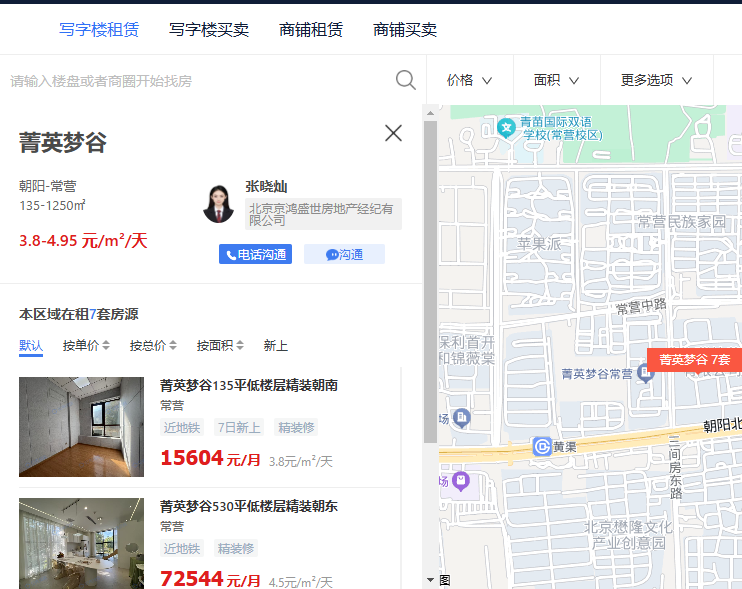 写字楼租赁 写字楼买卖 商铺租赁 商铺买卖
请输入楼盘或者商圈开始找房
价格 面积 更多选项
菁英梦谷
朝阳-常营
135-1250㎡
3.8-4.95 元/m²/天
张晓灿
北京京鸿盛世房地产经纪有
限公司
电话沟通 沟通
本区域在租7套房源
默认 按单价 按总价 按面积 新上
菁英梦谷135平低楼层精装朝南
常营
近地铁 7日新上 精装修
15604 元/月 3.8元/㎡/天
菁英梦谷530平低楼层精装朝东
常营
近地铁 精装修
72544 元/月 4.5元/㎡/天
青苗国际双语
学校(常营校区)
常营民族家园
苹果派
常营中路
保利首开
和锦薇棠
菁英梦谷 7套
菁英梦谷常营
场
朝阳北
黄渠
三间房东路
场
北京懋隆文化
产业创意园
图